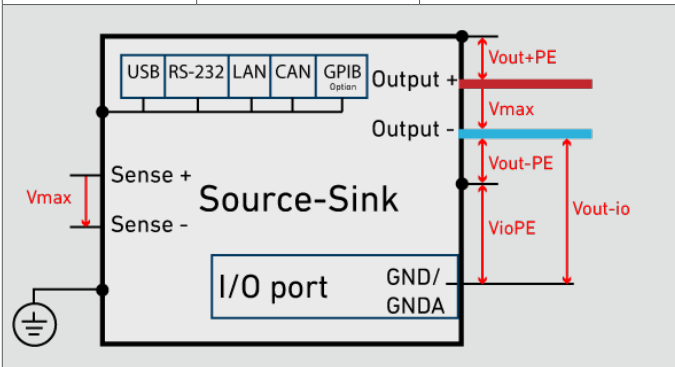 USB RS-232 LAN CAN GPIB
Option
Vout+PE
Output +
Vmax
Output -
Vout-PE
Sense +
Vmax
Source-Sink
Vout-io
Sense -
VioPE
I/O port
GND/
GNDA